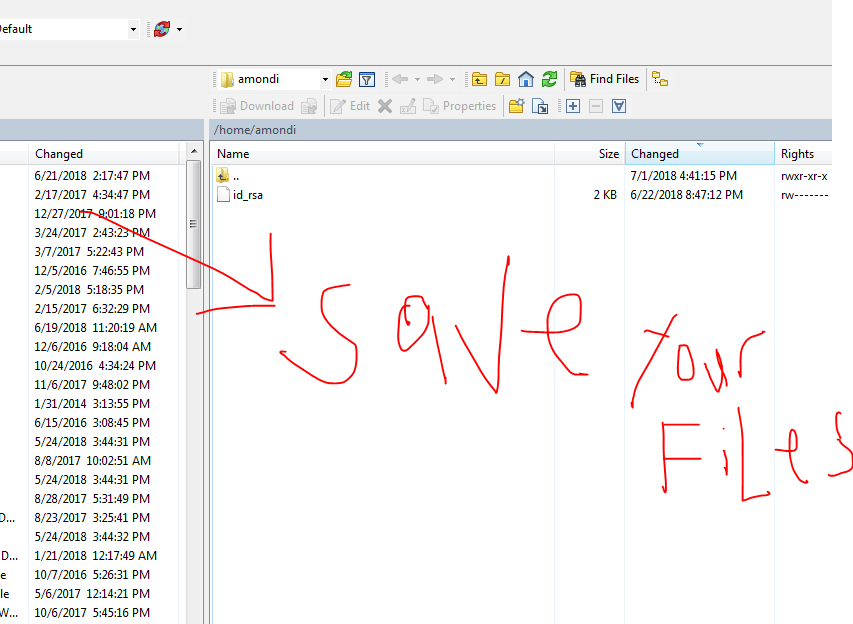 Default
amondi
Find Files
Download
Edit
Properties
/home/amondi
Changed
Name Size Changed Rights
6/21/2018 2:17:47 PM
.. 7/1/2018 4:41:15 PM rwxr-xr-x
2/17/2017 4:34:47 PM
id_rsa 2 KB 6/22/2018 8:47:12 PM rw-------
12/27/2017 9:01:18 PM
3/24/2017 2:43:23 PM
3/7/2017 5:22:43 PM
12/5/2016 7:46:55 PM
2/5/2018 5:18:35 PM
2/15/2017 6:32:29 PM
6/19/2018 11:20:19 AM
12/6/2016 9:18:04 AM
10/24/2016 4:34:24 PM
11/6/2017 9:48:02 PM
1/31/2014 3:13:55 PM
6/15/2016 3:08:45 PM
5/24/2018 3:44:31 PM
8/8/2017 10:02:51 AM
5/24/2018 3:44:31 PM
8/28/2017 5:31:49 PM
D... 8/23/2017 3:25:41 PM
5/24/2018 3:44:32 PM
D... 1/21/2018 12:17:49 AM
e 10/7/2016 5:26:31 PM
le 5/6/2017 12:14:21 PM
W... 10/6/2017 5:45:16 PM
Save Your
Files